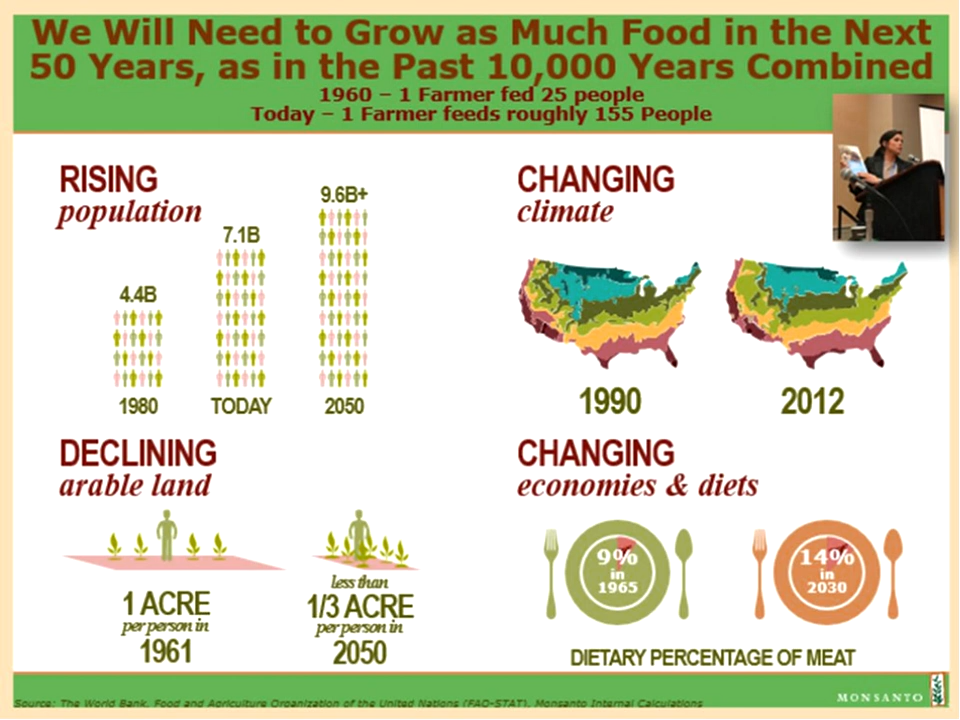 We Will Need to Grow as Much Food in the Next
50 Years, as in the Past 10,000 Years Combined
1960 – 1 Farmer fed 25 people
Today – 1 Farmer feeds roughly 155 People
RISING
population
4.4B
7.1B
9.6B+
1980
TODAY
2050
CHANGING
climate
1990
2012
DECLINING
arable land
1 ACRE
per person in
1961
less than
1/3 ACRE
per person in
2050
CHANGING
economies & diets
9%
in
1965
14%
in
2030
DIETARY PERCENTAGE OF MEAT
Source: The World Bank, Food and Agriculture Organization of the United Nations (FAO-STAT), Monsanto Internal Calculations
MONSANTO